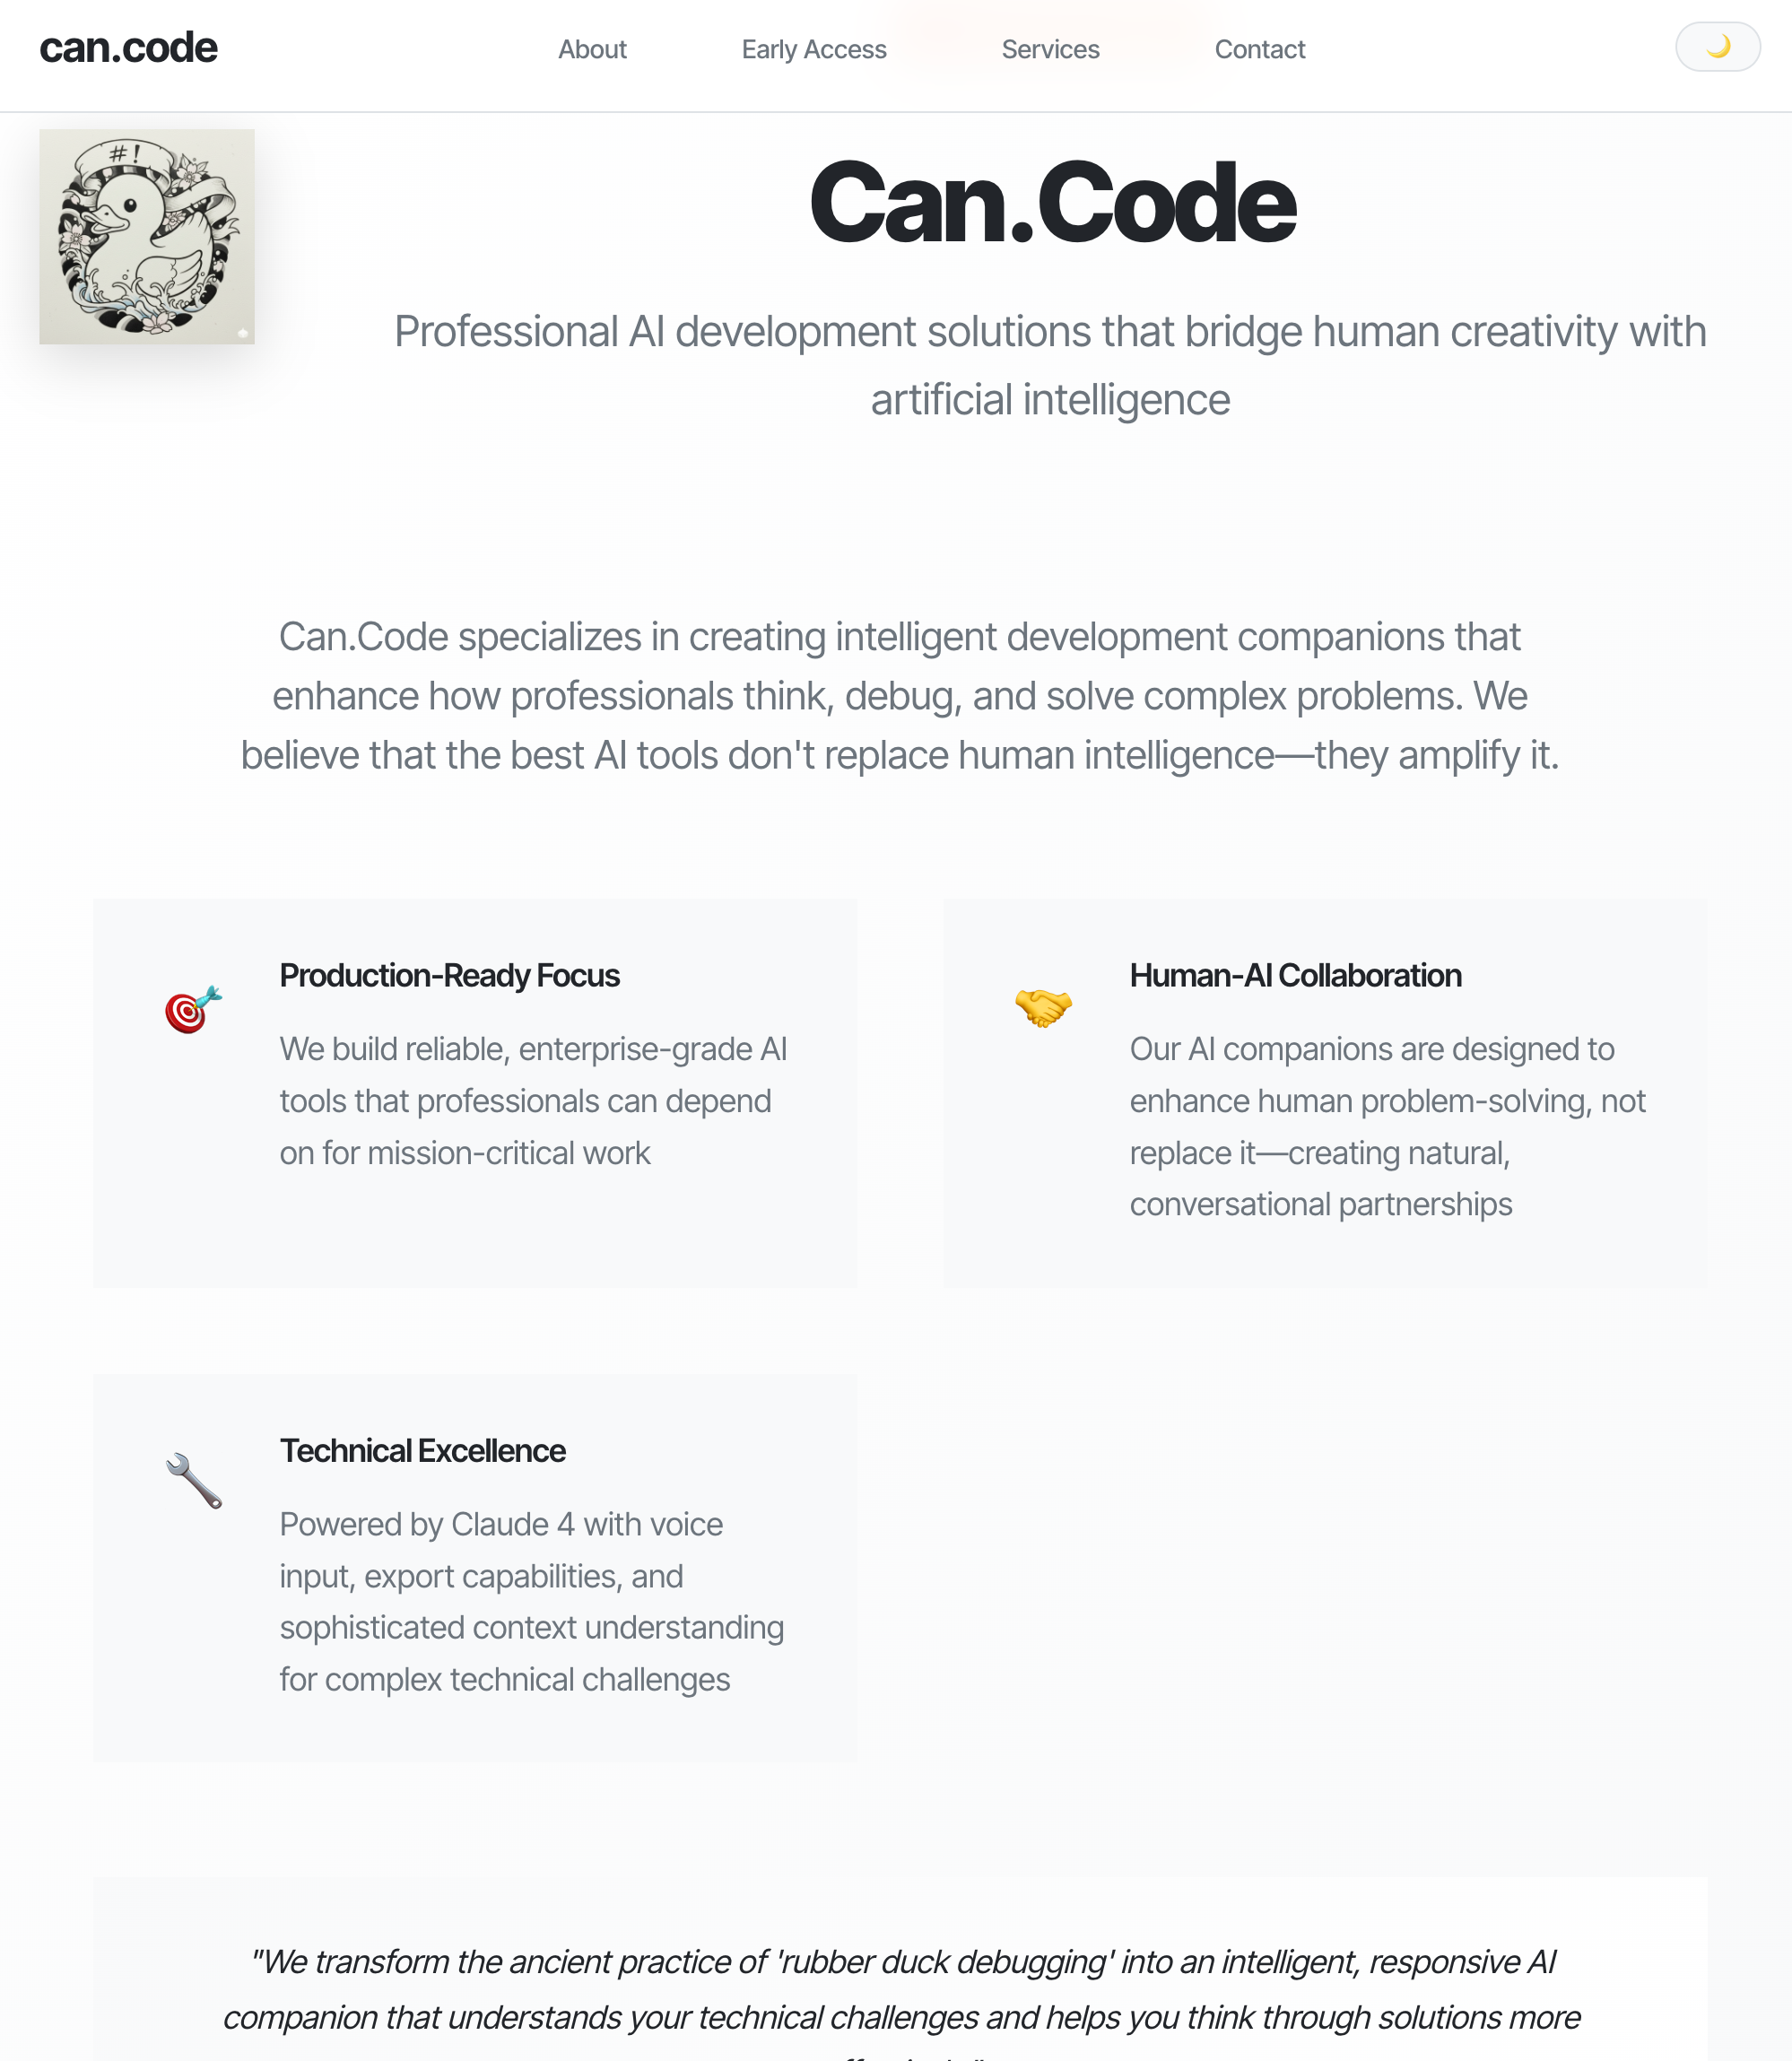 can.code
About Early Access Services Contact
#!
Can.Code
Professional AI development solutions that bridge human creativity with
artificial intelligence
Can.Code specializes in creating intelligent development companions that
enhance how professionals think, debug, and solve complex problems. We
believe that the best AI tools don't replace human intelligence—they amplify it.
Production-Ready Focus
We build reliable, enterprise-grade AI
tools that professionals can depend
on for mission-critical work
Human-AI Collaboration
Our AI companions are designed to
enhance human problem-solving, not
replace it—creating natural,
conversational partnerships
Technical Excellence
Powered by Claude 4 with voice
input, export capabilities, and
sophisticated context understanding
for complex technical challenges
"We transform the ancient practice of 'rubber duck debugging' into an intelligent, responsive AI
companion that understands your technical challenges and helps you think through solutions more